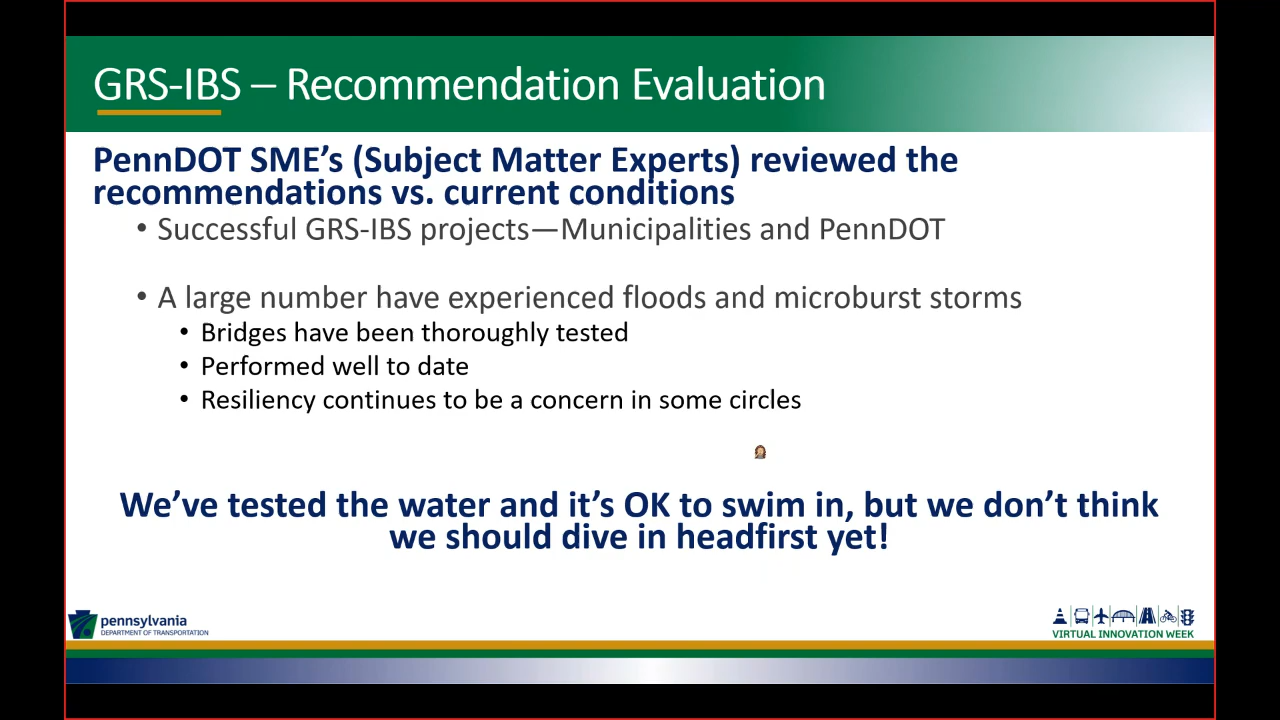 GRS-IBS – Recommendation Evaluation
PennDOT SME’s (Subject Matter Experts) reviewed the
recommendations vs. current conditions
• Successful GRS-IBS projects—Municipalities and PennDOT
• A large number have experienced floods and microburst storms
• Bridges have been thoroughly tested
• Performed well to date
• Resiliency continues to be a concern in some circles
We’ve tested the water and it’s OK to swim in, but we don’t think
we should dive in headfirst yet!
pennsylvania
DEPARTMENT OF TRANSPORTATION
VIRTUAL INNOVATION WEEK